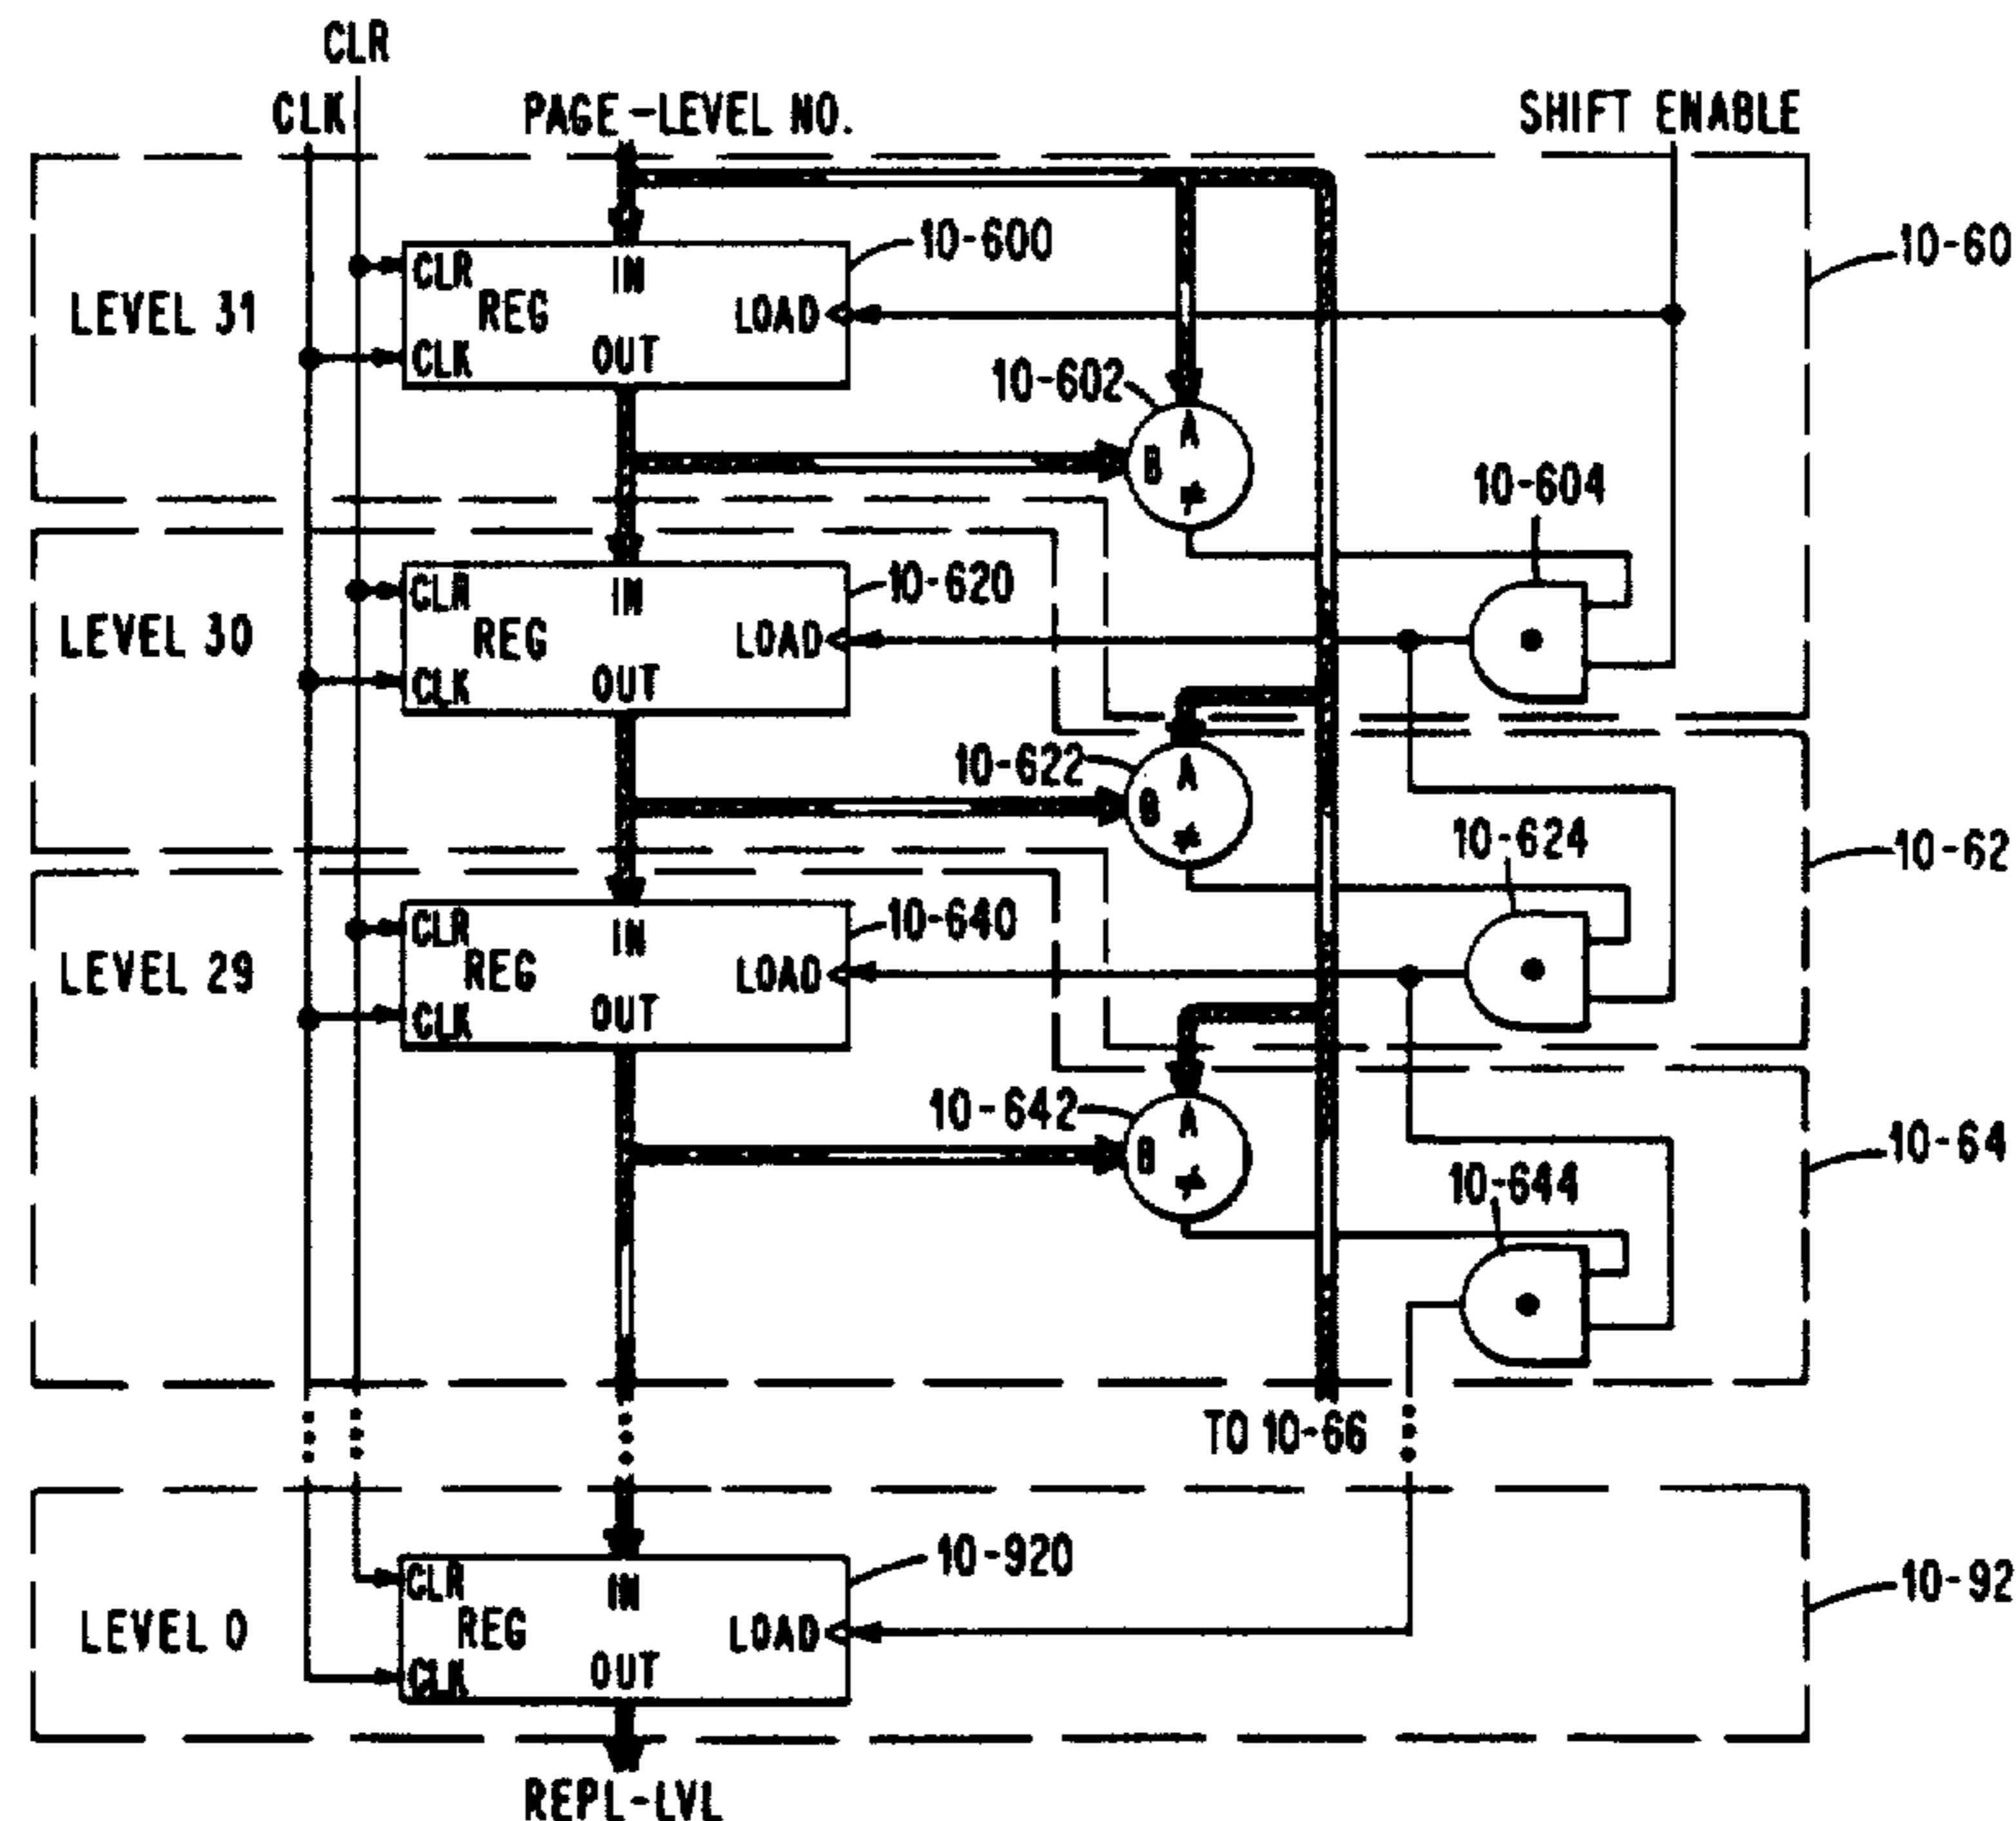 CLR
CLK
PAGE-LEVEL NO.
SHIFT ENABLE
10-60
LEVEL 31
CLR
IN
REG
LOAD
CLK
OUT
10-600
10-602
A
B
≠
10-604
LEVEL 30
CLR
IN
REG
LOAD
CLK
OUT
10-620
10-622
A
B
≠
10-624
10-62
LEVEL 29
CLR
IN
REG
LOAD
CLK
OUT
10-640
10-642
A
B
≠
10-644
10-64
TO 10-66
LEVEL 0
CLR
IN
REG
LOAD
CLK
OUT
10-920
10-92
REPL-LVL